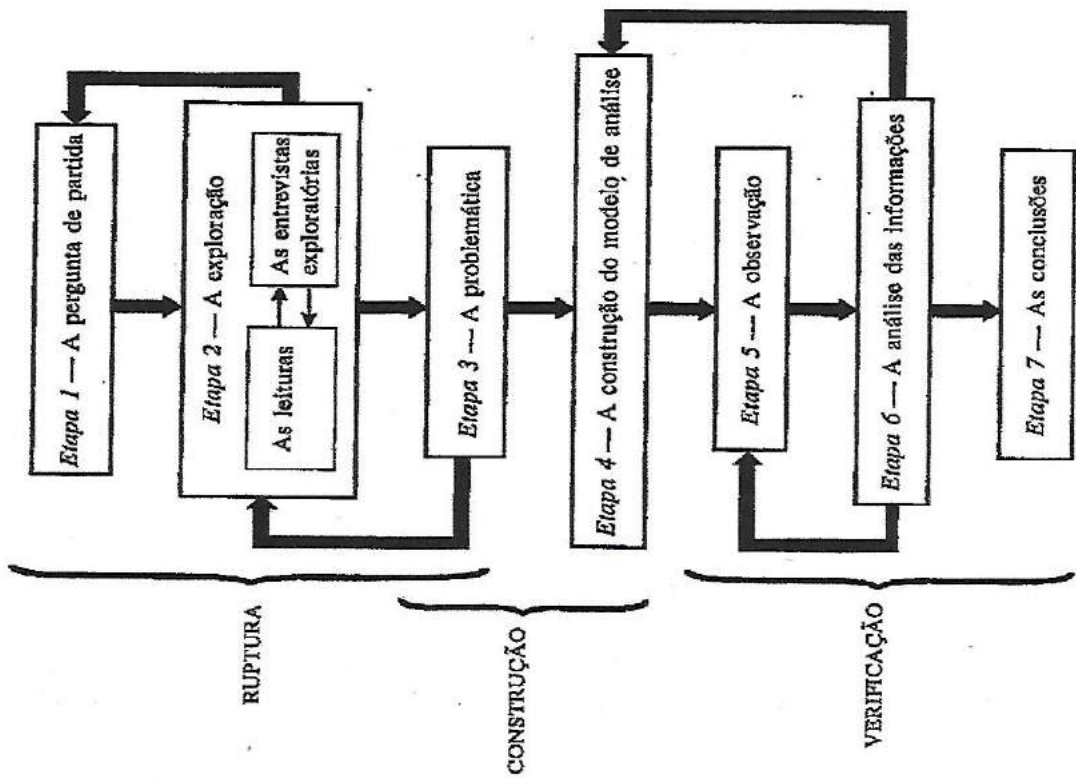 RUPTURA
CONSTRUÇÃO
VERIFICAÇÃO
Etapa 1 — A pergunta de partida
Etapa 2 — A exploração
As leituras
As entrevistas
exploratórias
Etapa 3 — A problemática
Etapa 4 — A construção do modelo de análise
Etapa 5 — A observação
Etapa 6 — A análise das informações
Etapa 7 — As conclusões